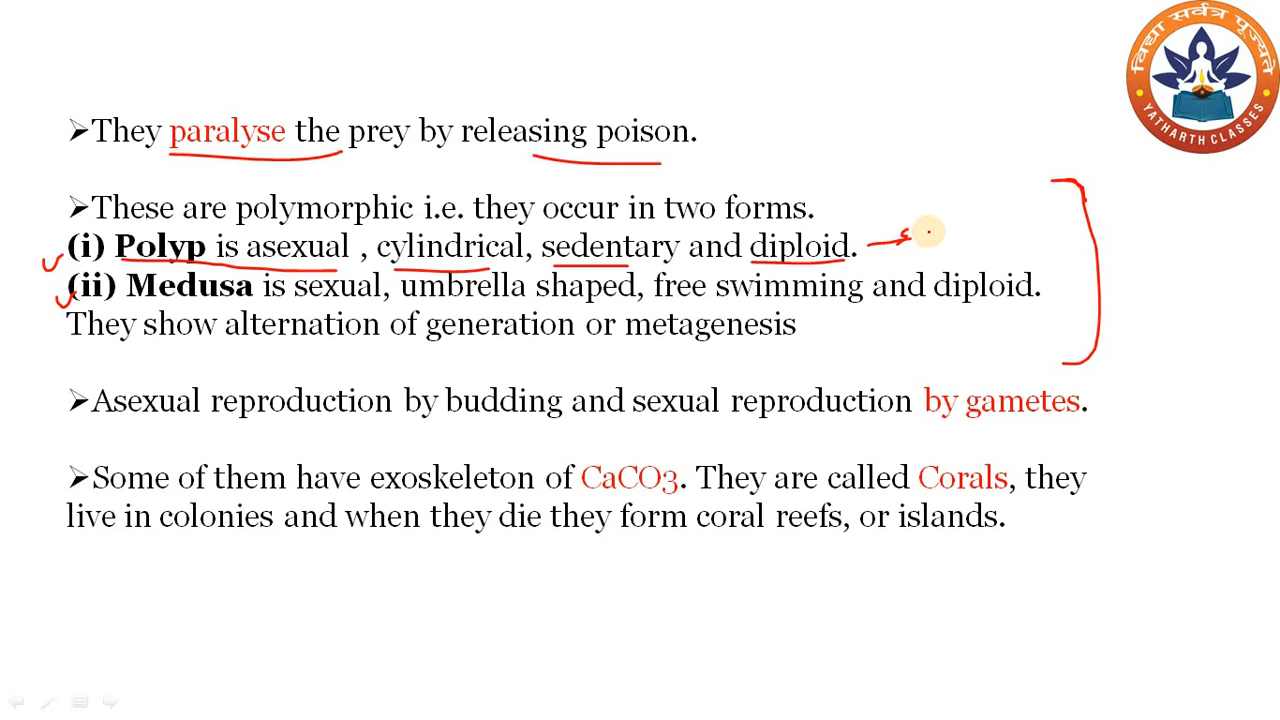 विद्या सर्वत्र पूज्यते
YATHARTH CLASSES
➢They paralyse the prey by releasing poison.
➢These are polymorphic i.e. they occur in two forms.
(i) Polyp is asexual , cylindrical, sedentary and diploid.
(ii) Medusa is sexual, umbrella shaped, free swimming and diploid.
They show alternation of generation or metagenesis
➢Asexual reproduction by budding and sexual reproduction by gametes.
➢Some of them have exoskeleton of CaCO3. They are called Corals, they
live in colonies and when they die they form coral reefs, or islands.